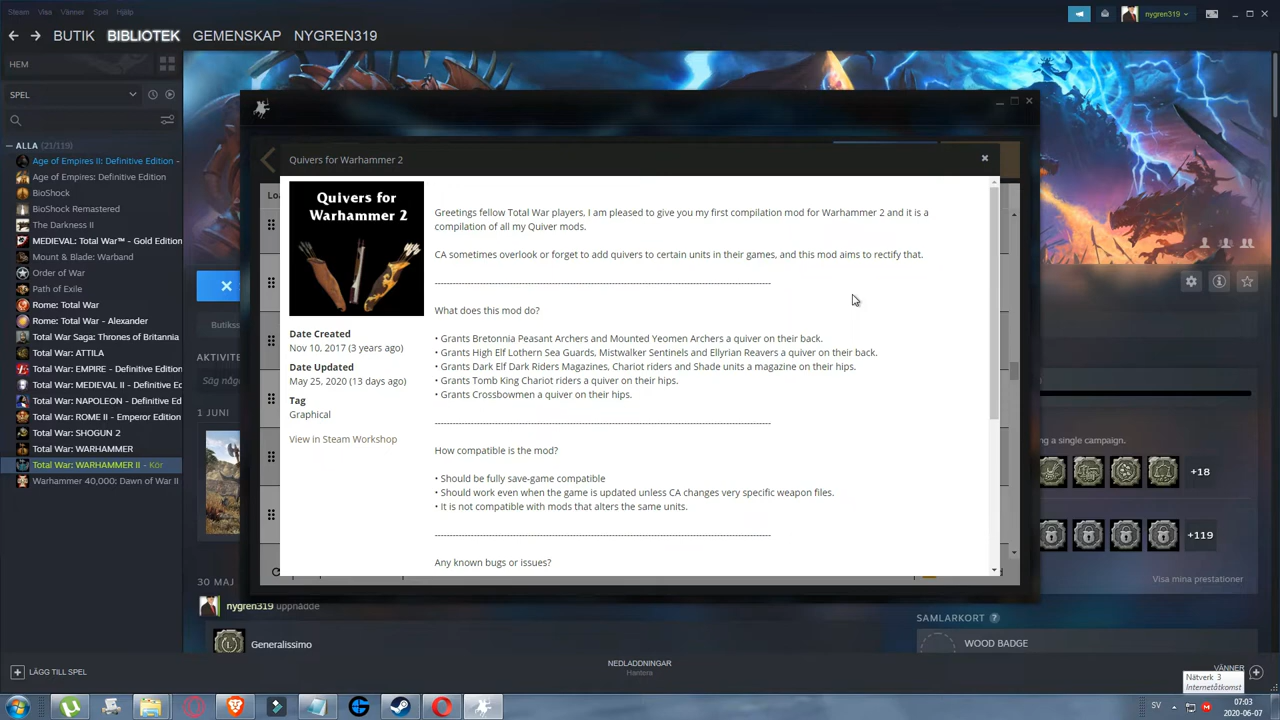 Steam Visa Vänner Spel Hjälp
nygren319
BUTIK BIBLIOTEK GEMENSKAP NYGREN319
HEM
SPEL
ALLA (21/119)
Age of Empires II: Definitive Edition -
Age of Empires: Definitive Edition
BioShock
BioShock Remastered
The Darkness II
MEDIEVAL: Total War™ - Gold Edition
Mount & Blade: Warband
Order of War
Path of Exile
Rome: Total War
Rome: Total War - Alexander
Total War Saga: Thrones of Britannia
Total War: ATTILA
Total War: EMPIRE - Definitive Edition
Total War: MEDIEVAL II - Definitive Ed
Total War: NAPOLEON - Definitive Ed
Total War: ROME II - Emperor Edition
Total War: SHOGUN 2
Total War: WARHAMMER
Total War: WARHAMMER II - Kör
Warhammer 40,000: Dawn of War II
Butikss
AKTIVITE
Säg någo
1 JUNI
30 MAJ
nygren319 uppnådde
Generalissimo
Quivers for Warhammer 2
Loa
Quivers for
Warhammer 2
Date Created
Nov 10, 2017 (3 years ago)
Date Updated
May 25, 2020 (13 days ago)
Tag
Graphical
View in Steam Workshop
Greetings fellow Total War players, I am pleased to give you my first compilation mod for Warhammer 2 and it is a
compilation of all my Quiver mods.
CA sometimes overlook or forget to add quivers to certain units in their games, and this mod aims to rectify that.
What does this mod do?
• Grants Bretonnia Peasant Archers and Mounted Yeomen Archers a quiver on their back.
• Grants High Elf Lothern Sea Guards, Mistwalker Sentinels and Ellyrian Reavers a quiver on their back.
• Grants Dark Elf Dark Riders Magazines, Chariot riders and Shade units a magazine on their hips.
• Grants Tomb King Chariot riders a quiver on their hips.
• Grants Crossbowmen a quiver on their hips.
How compatible is the mod?
• Should be fully save-game compatible
• Should work even when the game is updated unless CA changes very specific weapon files.
• It is not compatible with mods that alters the same units.
Any known bugs or issues?
ng a single campaign.
+18
+119
Visa mina prestationer
SAMLARKORT ?
WOOD BADGE
LÄGG TILL SPEL
NEDLADDNINGAR
Hantera
VÄNNER
Nätverk 3
Internetåtkomst
SV
07:03
2020-06-07